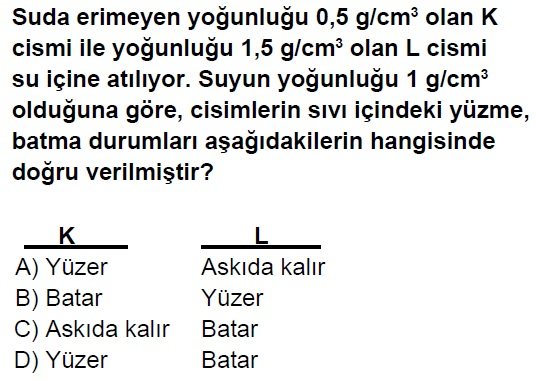 Suda erimeyen yoğunluğu 0,5 g/cm³ olan K
cismi ile yoğunluğu 1,5 g/cm³ olan L cismi
su içine atılıyor. Suyun yoğunluğu 1 g/cm³
olduğuna göre, cisimlerin sıvı içindeki yüzme,
batma durumları aşağıdakilerin hangisinde
doğru verilmiştir?
K L
A) Yüzer Askıda kalır
B) Batar Yüzer
C) Askıda kalır Batar
D) Yüzer Batar